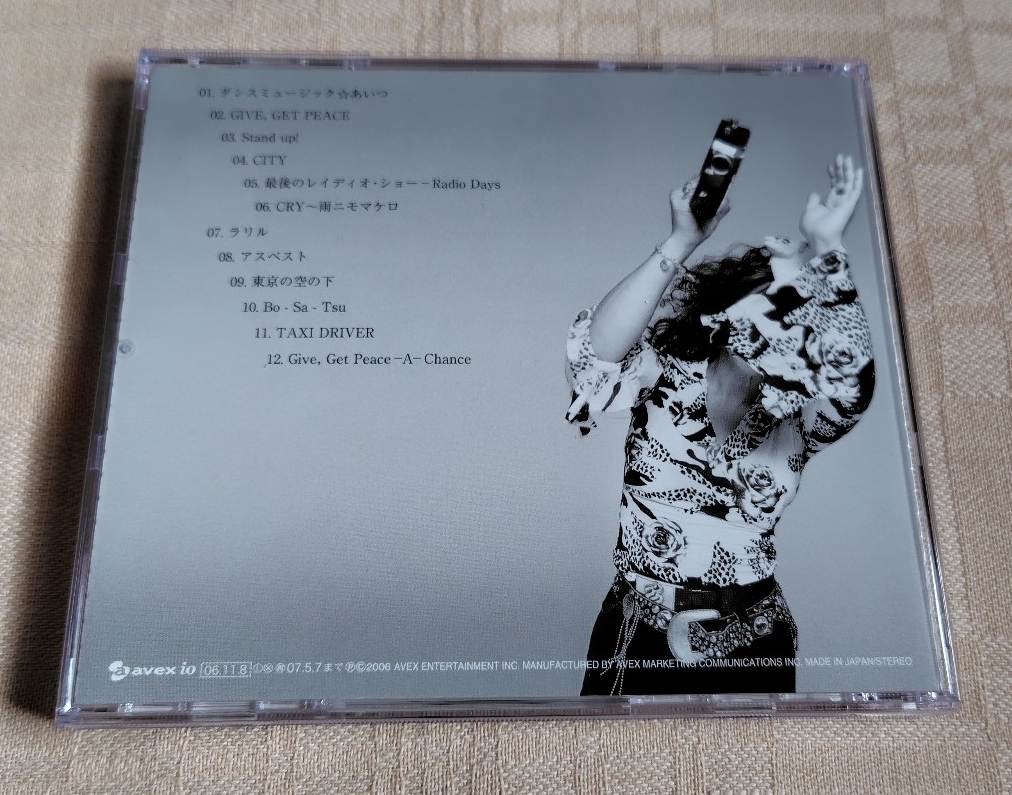 01. ダンスミュージック☆あいつ
02. GIVE, GET PEACE
03. Stand up!
04. CITY
05. 最後のレイディオ・ショー－Radio Days
06. CRY～雨ニモマケロ
07. ラリル
08. アスベスト
09. 東京の空の下
10. Bo - Sa - Tsu
11. TAXI DRIVER
12. Give, Get Peace－A－Chance
avex io 06.11.8 07.5.7まで ℗©2006 AVEX ENTERTAINMENT INC. MANUFACTURED BY AVEX MARKETING COMMUNICATIONS INC. MADE IN JAPAN/STEREO